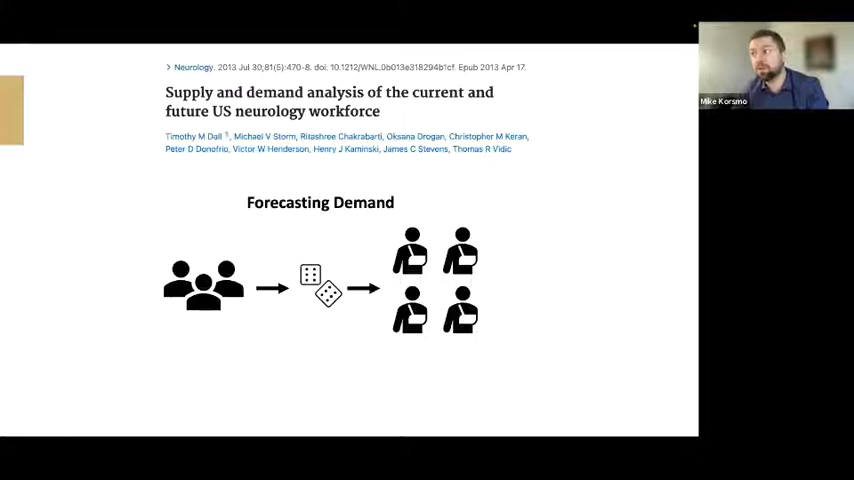 Neurology. 2013 Jul 30;81(5):470-8. doi: 10.1212/WNL.0b013e318294b1cf. Epub 2013 Apr 17.
Supply and demand analysis of the current and
future US neurology workforce
Timothy M Dall 1, Michael V Storm, Ritashree Chakrabarti, Oksana Drogan, Christopher M Keran,
Peter D Donofrio, Victor W Henderson, Henry J Kaminski, James C Stevens, Thomas R Vidic
Forecasting Demand
Mike Korsmo